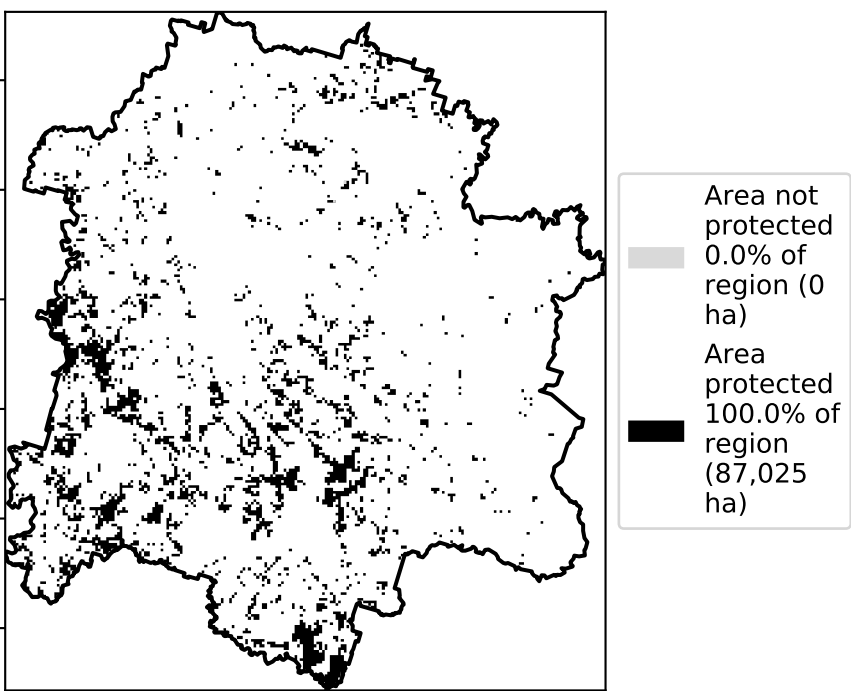 Area not
protected
0.0% of
region (0
ha)
Area
protected
100.0% of
region
(87,025
ha)